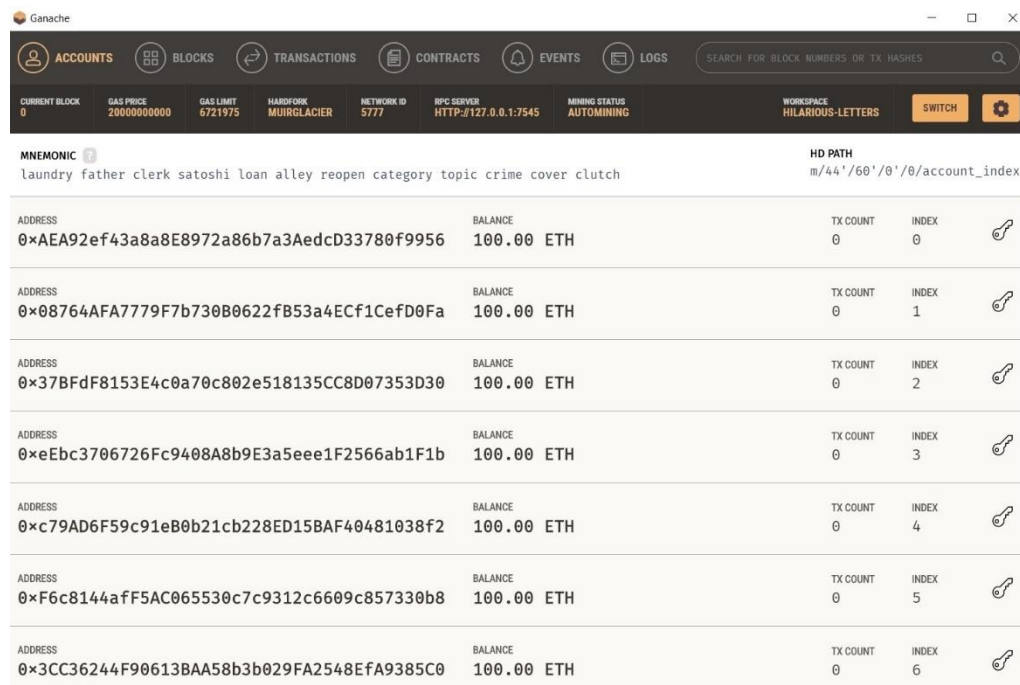 Ganache
ACCOUNTS BLOCKS TRANSACTIONS CONTRACTS EVENTS LOGS SEARCH FOR BLOCK NUMBERS OR TX HASHES
CURRENT BLOCK GAS PRICE GAS LIMIT HARDFORK NETWORK ID RPC SERVER MINING STATUS WORKSPACE
0 20000000000 6721975 MUIRGLACIER 5777 HTTP://127.0.0.1:7545 AUTOMINING HILARIOUS-LETTERS SWITCH
MNEMONIC ? HD PATH
laundry father clerk satoshi loan alley reopen category topic crime cover clutch m/44'/60'/0'/0/account_index
ADDRESS BALANCE TX COUNT INDEX
0×AEA92ef43a8a8E8972a86b7a3AedcD33780f9956 100.00 ETH 0 0
ADDRESS BALANCE TX COUNT INDEX
0×08764AFA7779F7b730B0622fB53a4ECf1CefD0Fa 100.00 ETH 0 1
ADDRESS BALANCE TX COUNT INDEX
0×37BFdF8153E4c0a70c802e518135CC8D07353D30 100.00 ETH 0 2
ADDRESS BALANCE TX COUNT INDEX
0×eEbc3706726Fc9408A8b9E3a5eee1F2566ab1F1b 100.00 ETH 0 3
ADDRESS BALANCE TX COUNT INDEX
0×c79AD6F59c91eB0b21cb228ED15BAF40481038f2 100.00 ETH 0 4
ADDRESS BALANCE TX COUNT INDEX
0×F6c8144afF5AC065530c7c9312c6609c857330b8 100.00 ETH 0 5
ADDRESS BALANCE TX COUNT INDEX
0×3CC36244F90613BAA58b3b029FA2548EfA9385C0 100.00 ETH 0 6